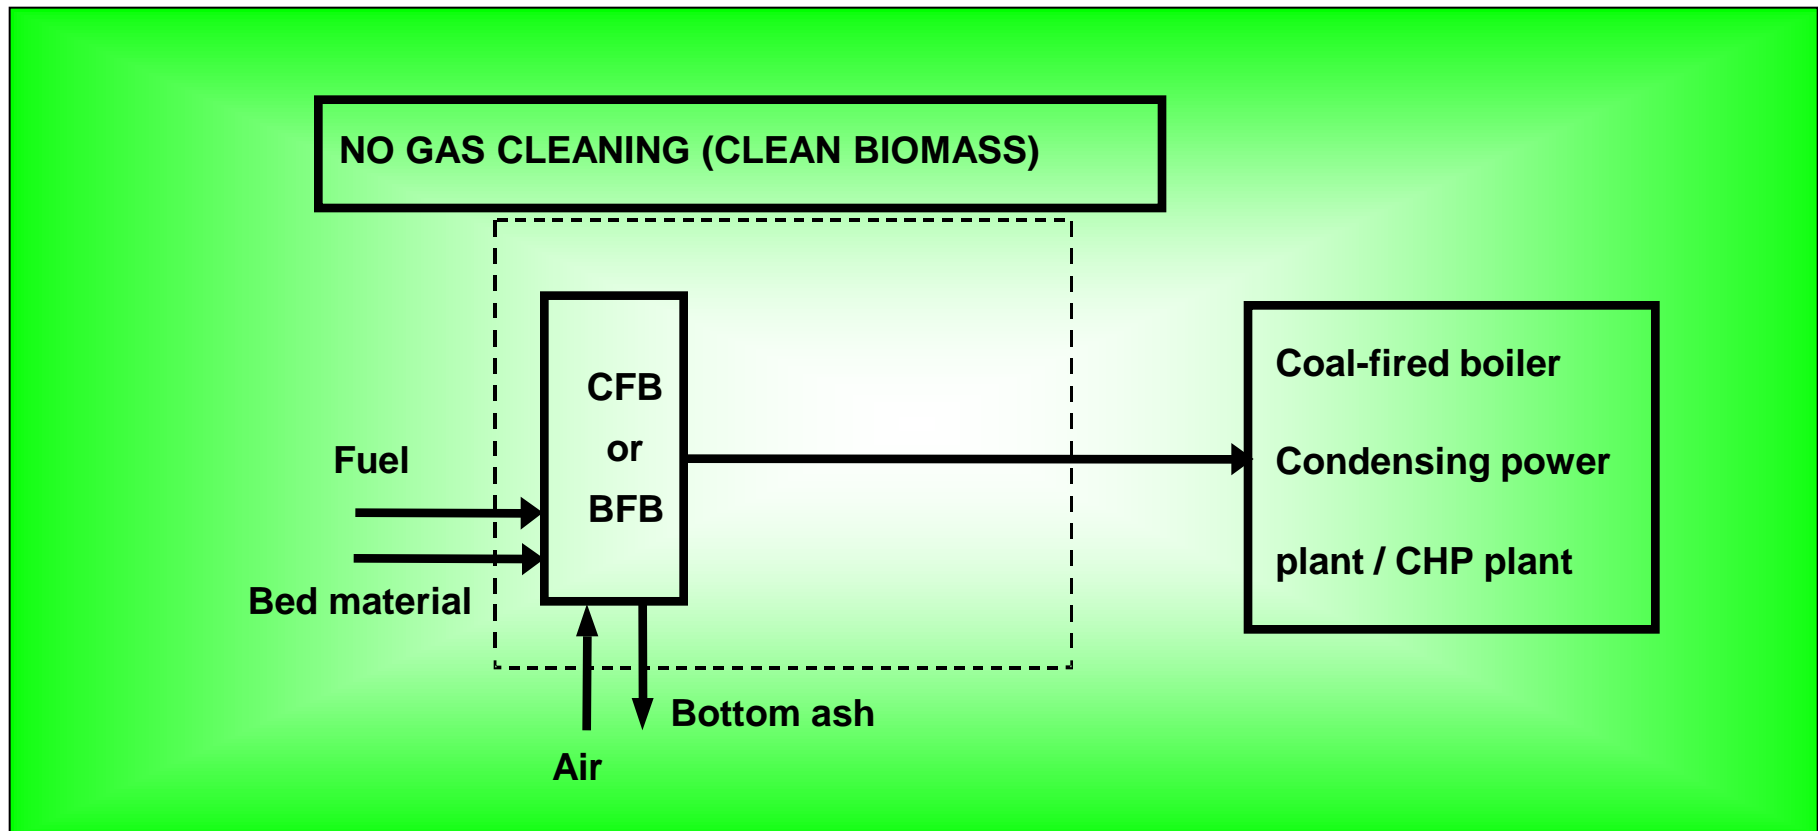 NO GAS CLEANING (CLEAN BIOMASS)
CFB
or
BFB
Fuel
Bed material
Air
Bottom ash
Coal-fired boiler
Condensing power
plant / CHP plant